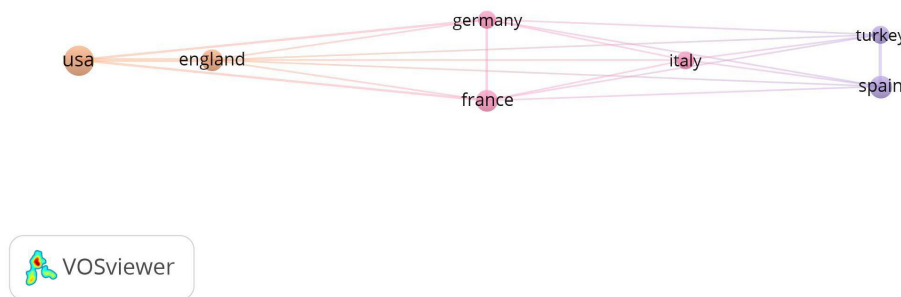 germany
turkey
usa
england
italy
spain
france
VOSviewer